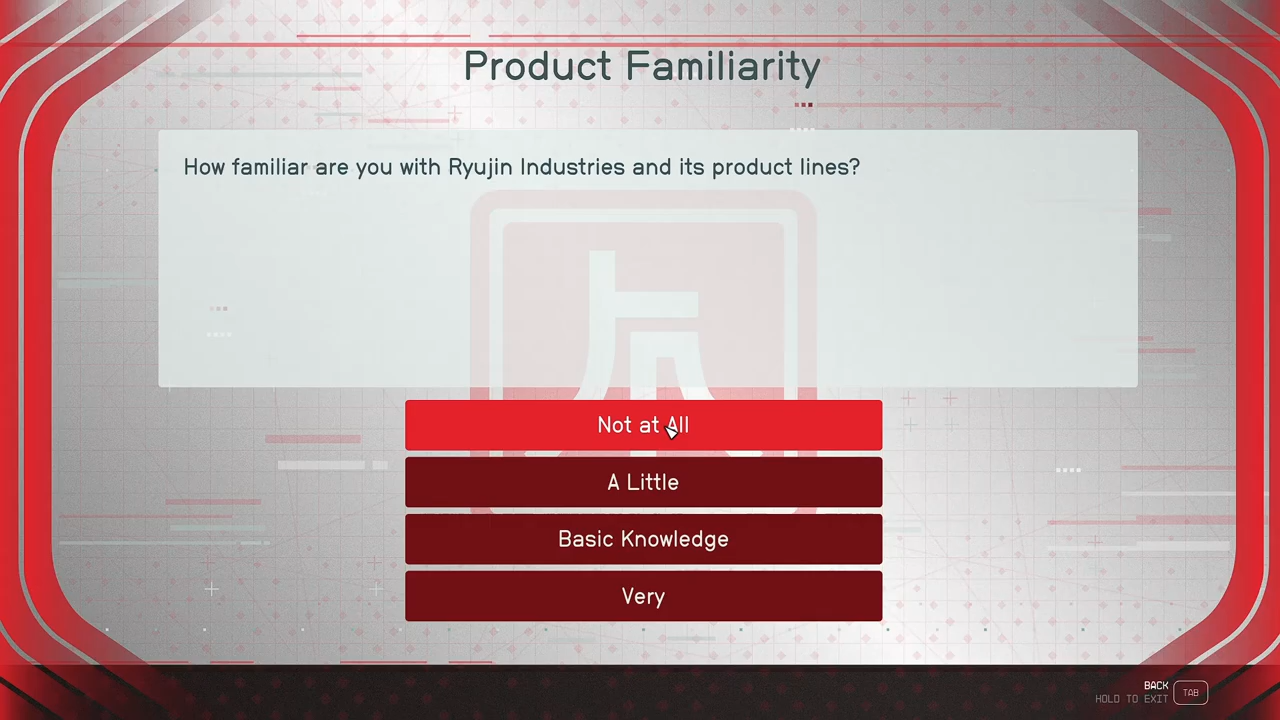 Product Familiarity
How familiar are you with Ryujin Industries and its product lines?
Not at All
A Little
Basic Knowledge
Very
BACK
HOLD TO EXIT
TAB